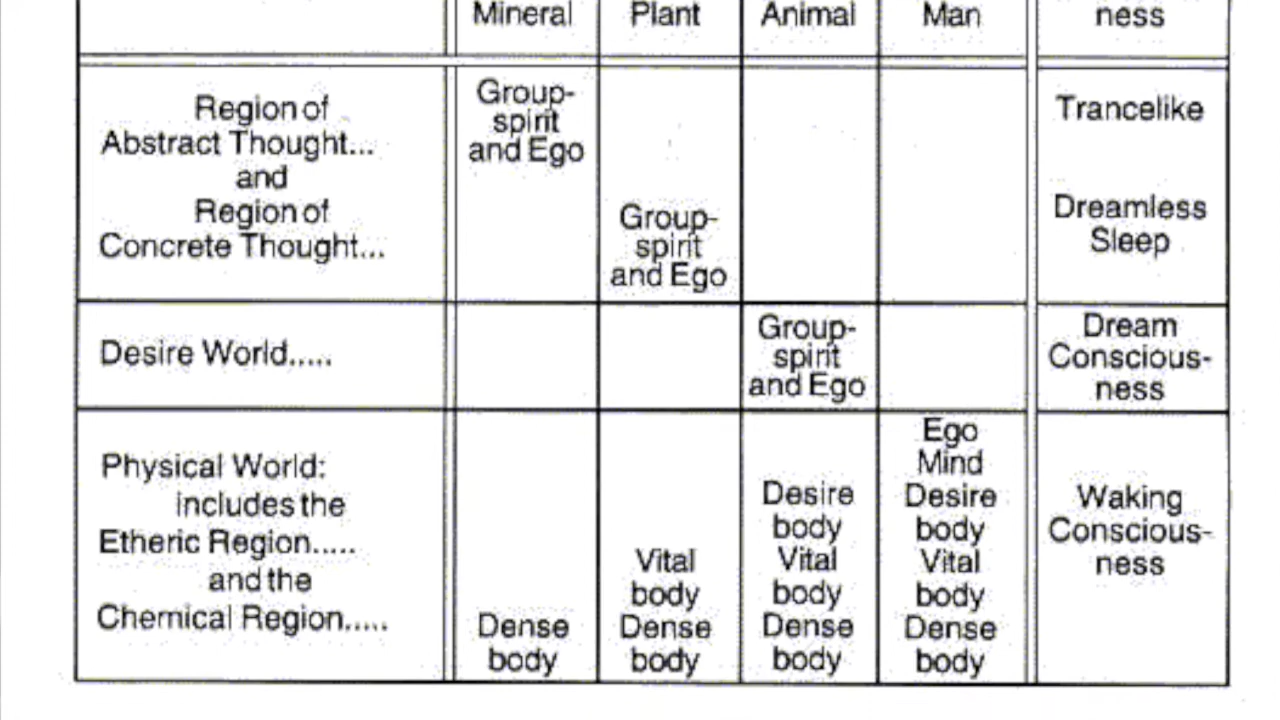 Mineral Plant Animal Man ness
Region of
Abstract Thought...
and
Region of
Concrete Thought...
Group-
spirit
and Ego
Group-
spirit
and Ego
Trancelike
Dreamless
Sleep
Desire World.....
Group-
spirit
and Ego
Dream
Conscious-
ness
Physical World:
includes the
Etheric Region.....
and the
Chemical Region.....
Dense
body
Vital
body
Dense
body
Desire
body
Vital
body
Dense
body
Ego
Mind
Desire
body
Vital
body
Dense
body
Waking
Conscious-
ness